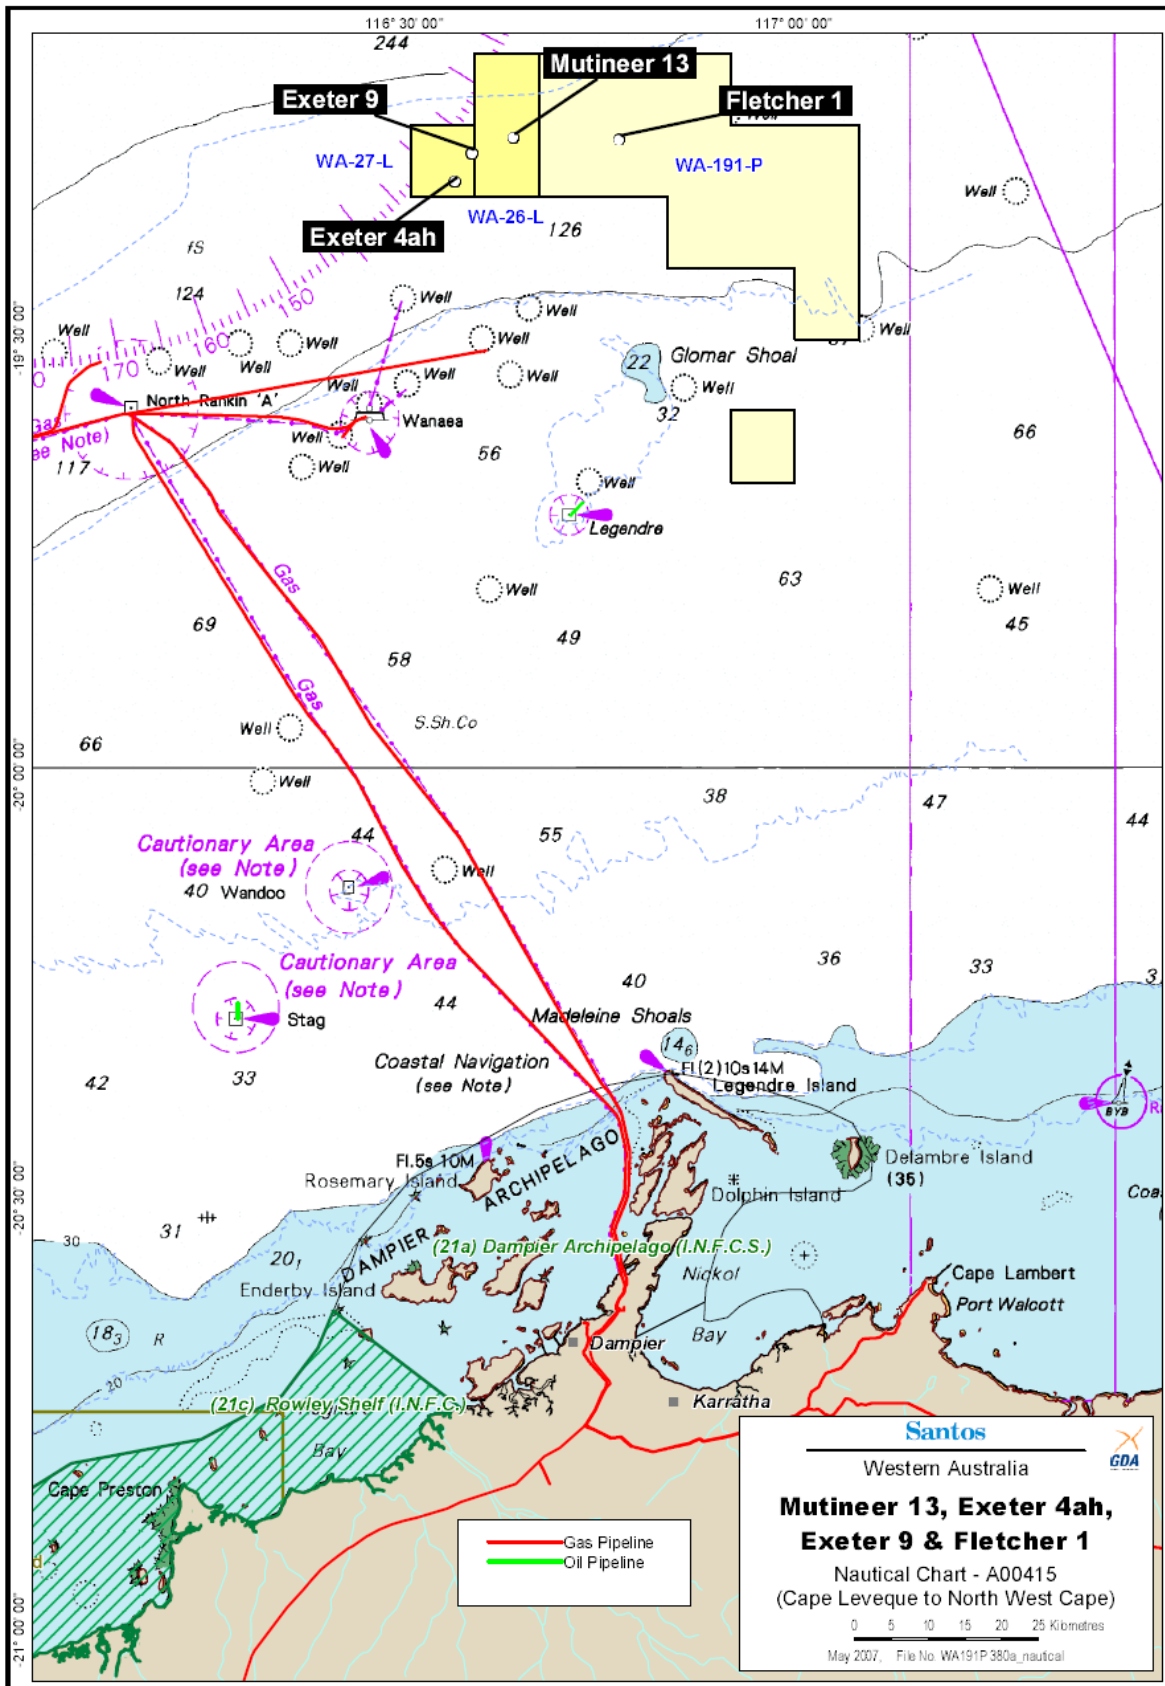 116° 30' 00"
117° 00' 00"
244
Mutineer 13
Exeter 9
Fletcher 1
Well
WA-27-L
WA-191-P
Well
WA-26-L
Exeter 4ah
126
fS
124
150
Well
Well
-19° 30' 00"
Well
160
Well
Well
Well
Well
170
Well
Glomar Shoal
22
Well
Well
Well
Well
North Rankin 'A'
32
Wanaea
Gas
(see Note)
Well
66
56
117
Well
Well
Legendre
Gas
63
Well
Well
69
49
45
58
Gas
S.Sh.Co
Well
66
-20° 00' 00"
Well
38
47
44
55
44
Cautionary Area
(see Note)
Well
40 Wandoo
Cautionary Area
(see Note)
36
33
3
40
44
Madeleine Shoals
Stag
14₆
Coastal Navigation
(see Note)
Fl(2)10s14M
Legendre Island
42
33
BYB
Fl.5s 10M
ARCHIPELAGO
Delambre Island
(36)
Rosemary Island
Dolphin Island
-20° 30' 00"
31
30
DAMPIER
(21a) Dampier Archipelago (I.N.F.C.S.)
20₁
Nickol
Cape Lambert
Enderby Island
Port Walcott
18₃
R
Bay
Dampier
20
Karratha
(21c) Rowley Shelf (I.N.F.C.)
Bay
Cape Preston
Santos
GDA
Western Australia
Mutineer 13, Exeter 4ah,
Exeter 9 & Fletcher 1
Gas Pipeline
Oil Pipeline
Nautical Chart - A00415
(Cape Leveque to North West Cape)
0 5 10 15 20 25 Kilometres
May 2007, File No. WA191P380a_nautical
-21° 00' 00"